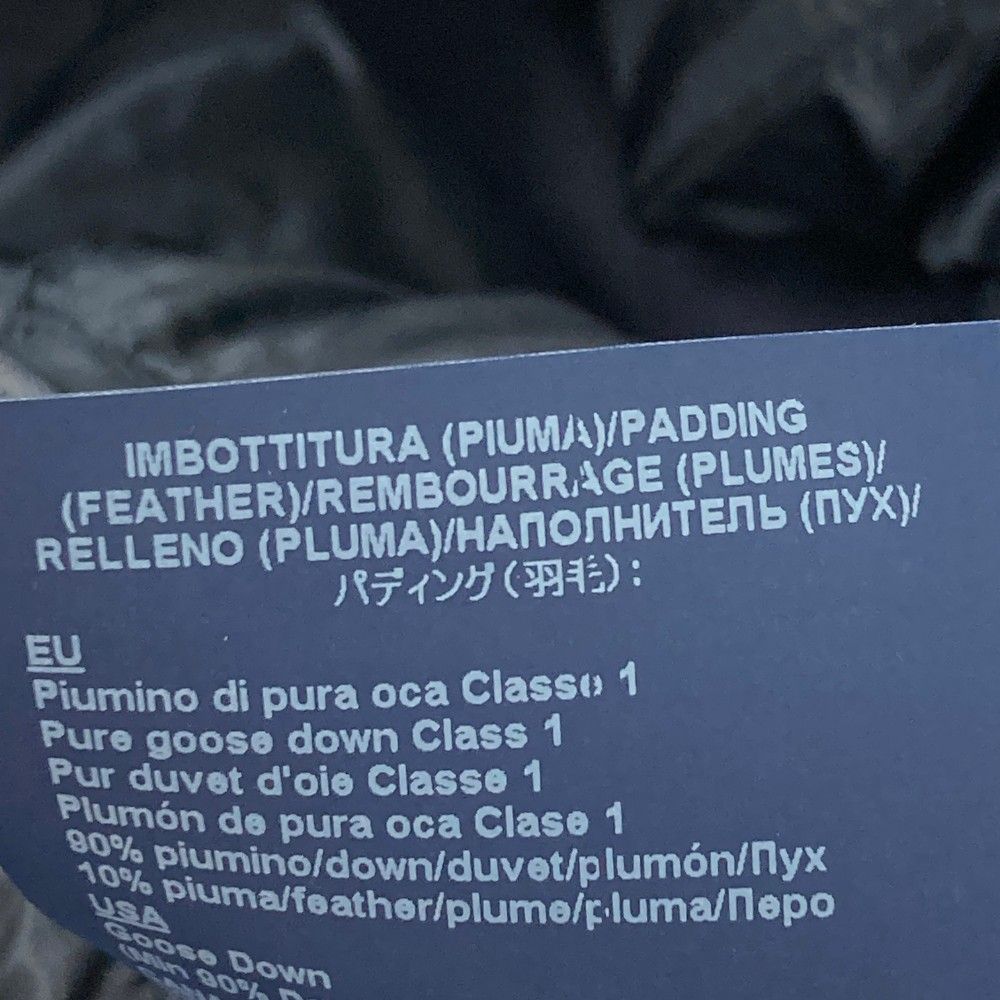 IMBOTTITURA (PIUMA)/PADDING
(FEATHER)/REMBOURRAGE (PLUMES)/
RELLENO (PLUMA)/НАПОЛНИТЕЛЬ (ПУХ)/
パディング(羽毛):
EU
Piumino di pura oca Classe 1
Pure goose down Class 1
Pur duvet d'oie Classe 1
Plumón de pura oca Clase 1
90% piumino/down/duvet/plumón/Пух
10% piuma/feather/plume/pluma/Перо
USA
Goose Down
(Min 90%